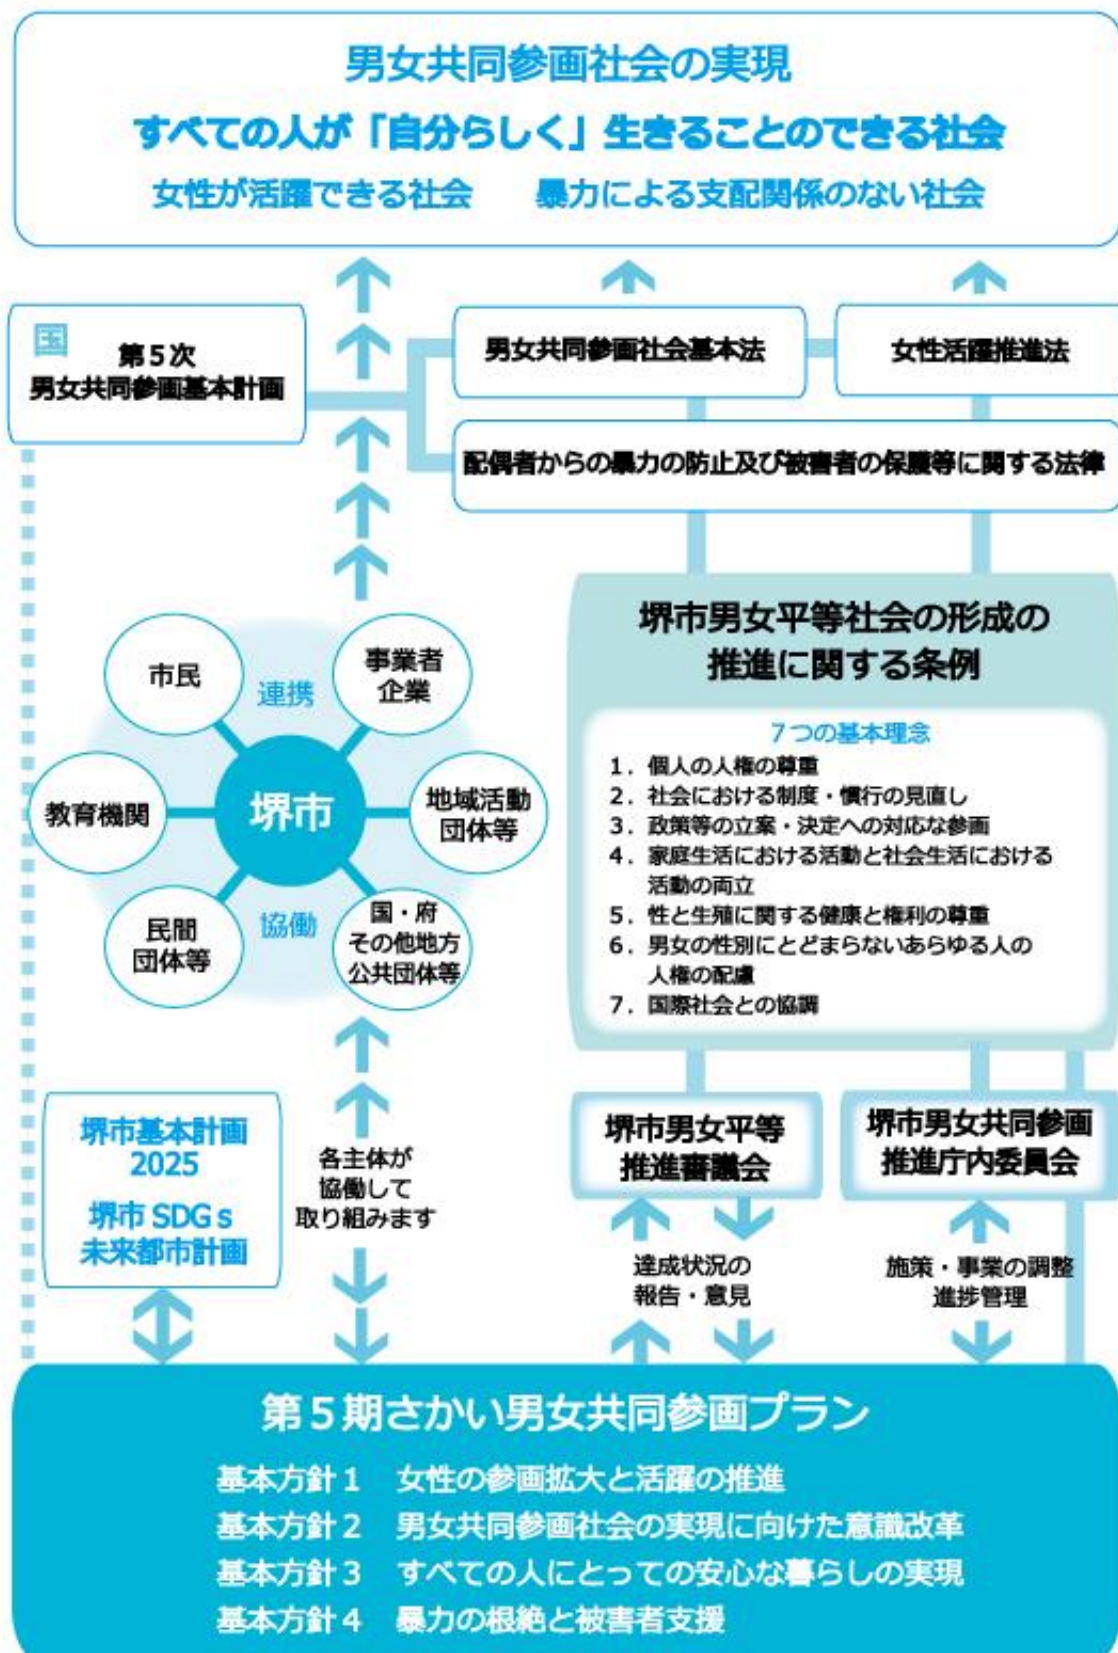 男女共同参画社会の実現
すべての人が「自分らしく」生きることのできる社会
女性が活躍できる社会　　暴力による支配関係のない社会
国
第５次
男女共同参画基本計画
男女共同参画社会基本法
女性活躍推進法
配偶者からの暴力の防止及び被害者の保護等に関する法律
市民
連携
事業者
企業
教育機関
堺市
地域活動
団体等
民間
団体等
協働
国・府
その他地方
公共団体等
堺市男女平等社会の形成の
推進に関する条例
７つの基本理念
１．個人の人権の尊重
２．社会における制度・慣行の見直し
３．政策等の立案・決定への対応な参画
４．家庭生活における活動と社会生活における
活動の両立
５．性と生殖に関する健康と権利の尊重
６．男女の性別にとどまらないあらゆる人の
人権の配慮
７．国際社会との協調
堺市基本計画
2025
堺市 SDGｓ
未来都市計画
各主体が
協働して
取り組みます
堺市男女平等
推進審議会
堺市男女共同参画
推進庁内委員会
達成状況の
報告・意見
施策・事業の調整
進捗管理
第５期さかい男女共同参画プラン
基本方針１　女性の参画拡大と活躍の推進
基本方針２　男女共同参画社会の実現に向けた意識改革
基本方針３　すべての人にとっての安心な暮らしの実現
基本方針４　暴力の根絶と被害者支援